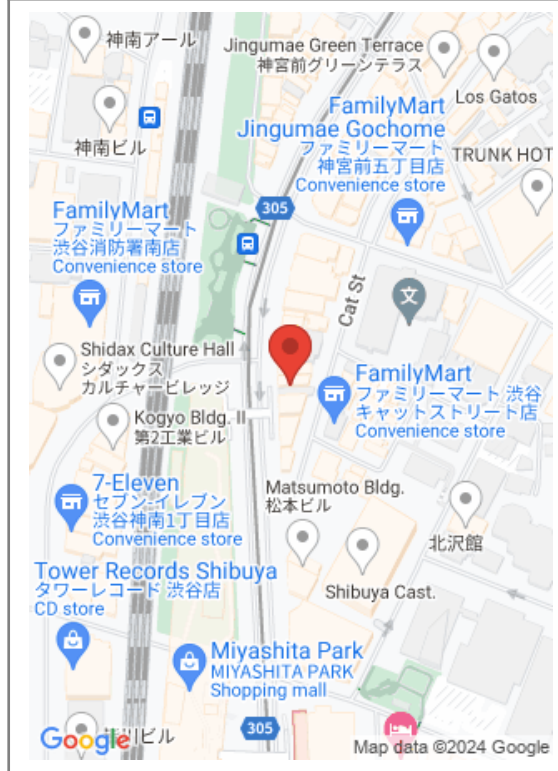 神南アール
Jingumae Green Terrace
神宮前グリーンテラス
Los Gatos
神南ビル
FamilyMart
Jingumae Gochome
ファミリーマート
神宮前五丁目店
Convenience store
TRUNK HOT
305
FamilyMart
ファミリーマート
渋谷消防署南店
Convenience store
Cat St
文
Shidax Culture Hall
シダックス
カルチャービレッジ
FamilyMart
ファミリーマート 渋谷
キャットストリート店
Convenience store
Kogyo Bldg. II
第2工業ビル
7-Eleven
セブン-イレブン
渋谷神南1丁目店
Convenience store
Matsumoto Bldg.
松本ビル
北沢館
Tower Records Shibuya
タワーレコード 渋谷店
CD store
Shibuya Cast.
Miyashita Park
MIYASHITA PARK
Shopping mall
305
川ビル
Google
Map data ©2024 Google